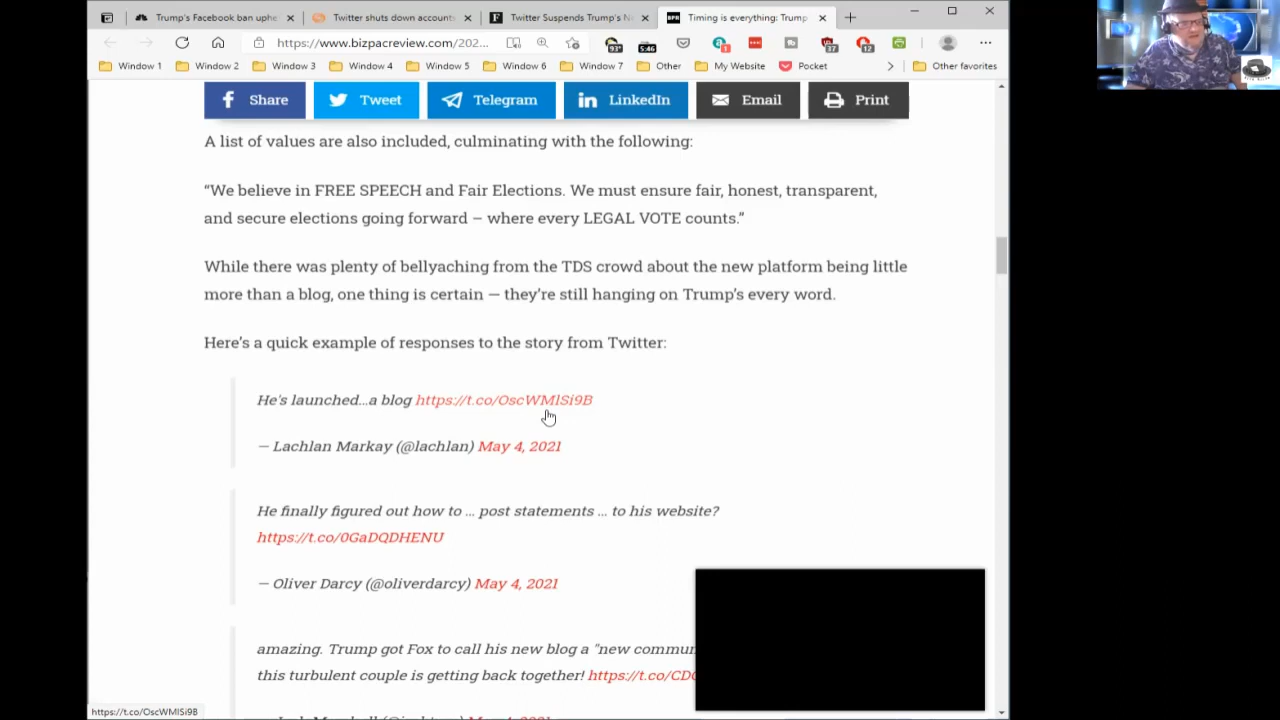 Trump's Facebook ban uphe
Twitter shuts down account
Twitter Suspends Trump's N
Timing is everything: Trump
https://www.bizpacreview.com/202...
93°
5:46
1
37
12
Window 1
Window 2
Window 3
Window 4
Window 5
Window 6
Window 7
Other
My Website
Pocket
Other favorites
Share
Tweet
Telegram
LinkedIn
Email
Print
A list of values are also included, culminating with the following:
“We believe in FREE SPEECH and Fair Elections. We must ensure fair, honest, transparent,
and secure elections going forward – where every LEGAL VOTE counts.”
While there was plenty of bellyaching from the TDS crowd about the new platform being little
more than a blog, one thing is certain — they’re still hanging on Trump’s every word.
Here’s a quick example of responses to the story from Twitter:
He's launched...a blog https://t.co/OscWMlSi9B
— Lachlan Markay (@lachlan) May 4, 2021
He finally figured out how to ... post statements ... to his website?
https://t.co/0GaDQDHENU
— Oliver Darcy (@oliverdarcy) May 4, 2021
amazing. Trump got Fox to call his new blog a "new commun
this turbulent couple is getting back together! https://t.co/CD
https://t.co/OscWMlSi9B